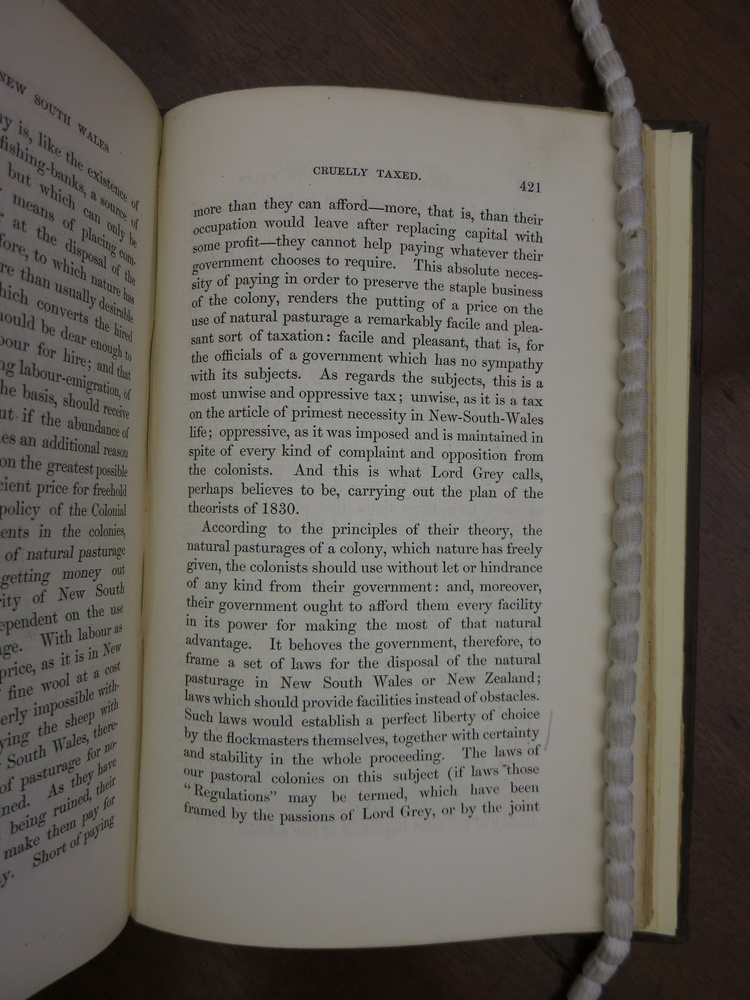 NEW SOUTH WALES
y is, like the existence of
fishing-banks, a source of
but which can only be
means of placing com-
at the disposal of the
fore, to which nature has
re than usually desirable
hich converts the hired
ould be dear enough to
our for hire; and that
ng labour-emigration, of
he basis, should receive
ut if the abundance of
es an additional reason
on the greatest possible
cient price for freehold
policy of the Colonial
ents in the colonies,
of natural pasturage
getting money out
rity of New South
ependent on the use
ge. With labour as
price, as it is in New
fine wool at a cost
erly impossible with-
ying the sheep with
South Wales, there-
of pasturage for no-
ned. As they have
being ruined, their
make them pay for
y. Short of paying
CRUELLY TAXED.
421
more than they can afford—more, that is, than their
occupation would leave after replacing capital with
some profit—they cannot help paying whatever their
government chooses to require. This absolute neces-
sity of paying in order to preserve the staple business
of the colony, renders the putting of a price on the
use of natural pasturage a remarkably facile and plea-
sant sort of taxation: facile and pleasant, that is, for
the officials of a government which has no sympathy
with its subjects. As regards the subjects, this is a
most unwise and oppressive tax; unwise, as it is a tax
on the article of primest necessity in New-South-Wales
life; oppressive, as it was imposed and is maintained in
spite of every kind of complaint and opposition from
the colonists. And this is what Lord Grey calls,
perhaps believes to be, carrying out the plan of the
theorists of 1830.
According to the principles of their theory, the
natural pasturages of a colony, which nature has freely
given, the colonists should use without let or hindrance
of any kind from their government: and, moreover,
their government ought to afford them every facility
in its power for making the most of that natural
advantage. It behoves the government, therefore, to
frame a set of laws for the disposal of the natural
pasturage in New South Wales or New Zealand;
laws which should provide facilities instead of obstacles.
Such laws would establish a perfect liberty of choice
by the flockmasters themselves, together with certainty
and stability in the whole proceeding. The laws of
our pastoral colonies on this subject (if laws those
"Regulations" may be termed, which have been
framed by the passions of Lord Grey, or by the joint